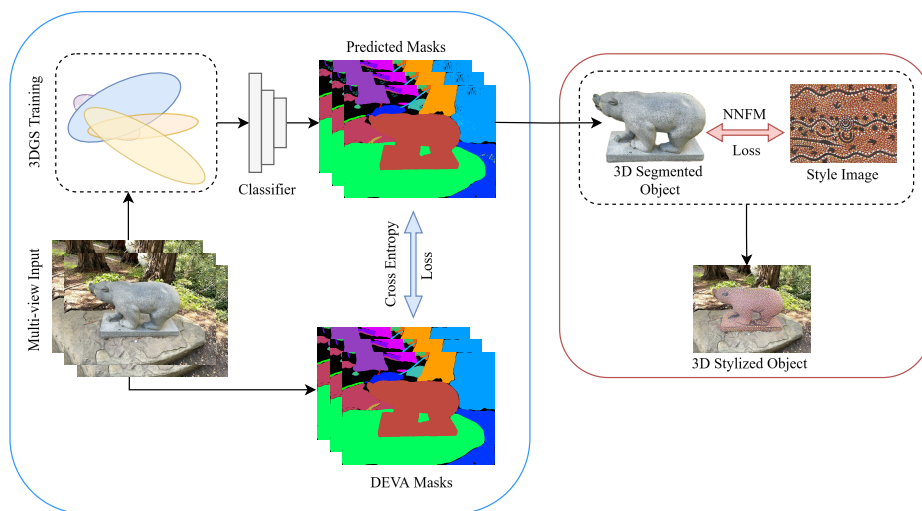 Predicted Masks
3DGS Training
Classifier
Multi-view Input
Cross Entropy
Loss
DEVA Masks
NNFM
Loss
3D Segmented
Object
Style Image
3D Stylized Object